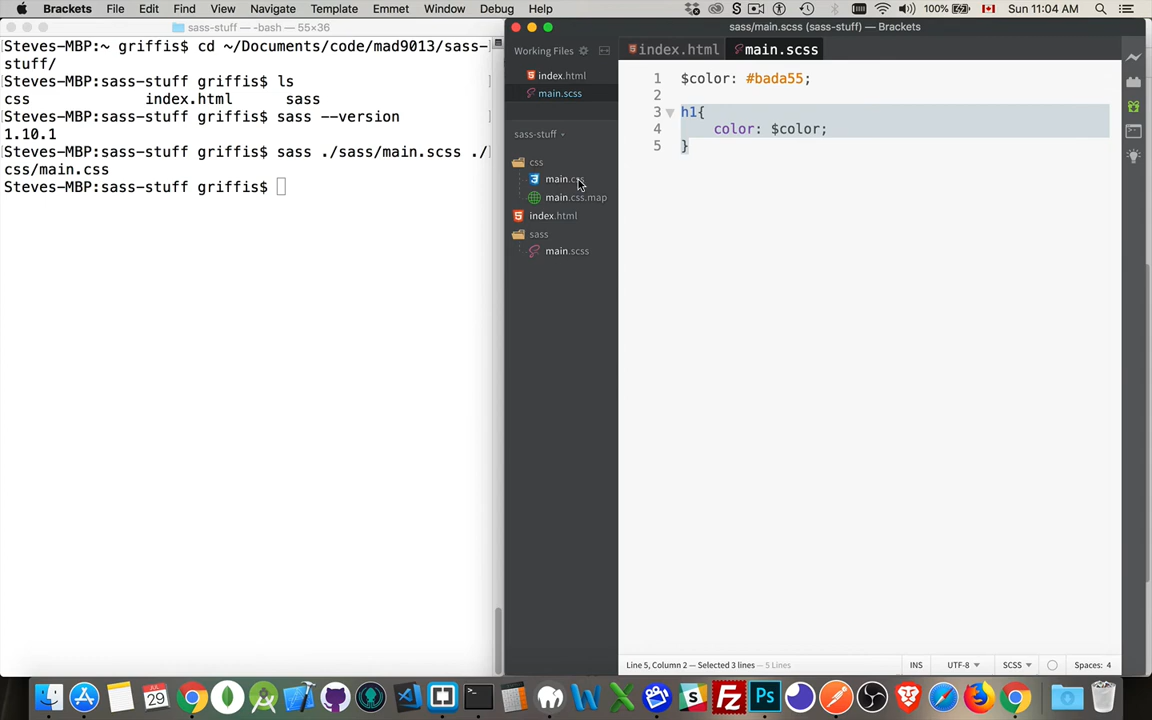 Brackets File Edit Find View Navigate Template Emmet Window Debug Help S 100% Sun 11:04 AM
sass-stuff — -bash — 55×36
Steves-MBP:~ griffis$ cd ~/Documents/code/mad9013/sass-
stuff/
Steves-MBP:sass-stuff griffis$ ls
css index.html sass
Steves-MBP:sass-stuff griffis$ sass --version
1.10.1
Steves-MBP:sass-stuff griffis$ sass ./sass/main.scss ./
css/main.css
Steves-MBP:sass-stuff griffis$
sass/main.scss (sass-stuff) — Brackets
Working Files
index.html
main.scss
sass-stuff
css
main.css
main.css.map
index.html
sass
main.scss
index.html main.scss
1 $color: #bada55;
2
3 h1{
4 color: $color;
5 }
Line 5, Column 2 — Selected 3 lines — 5 Lines INS UTF-8 SCSS Spaces: 4
JUL
29
S
Fz
Ps